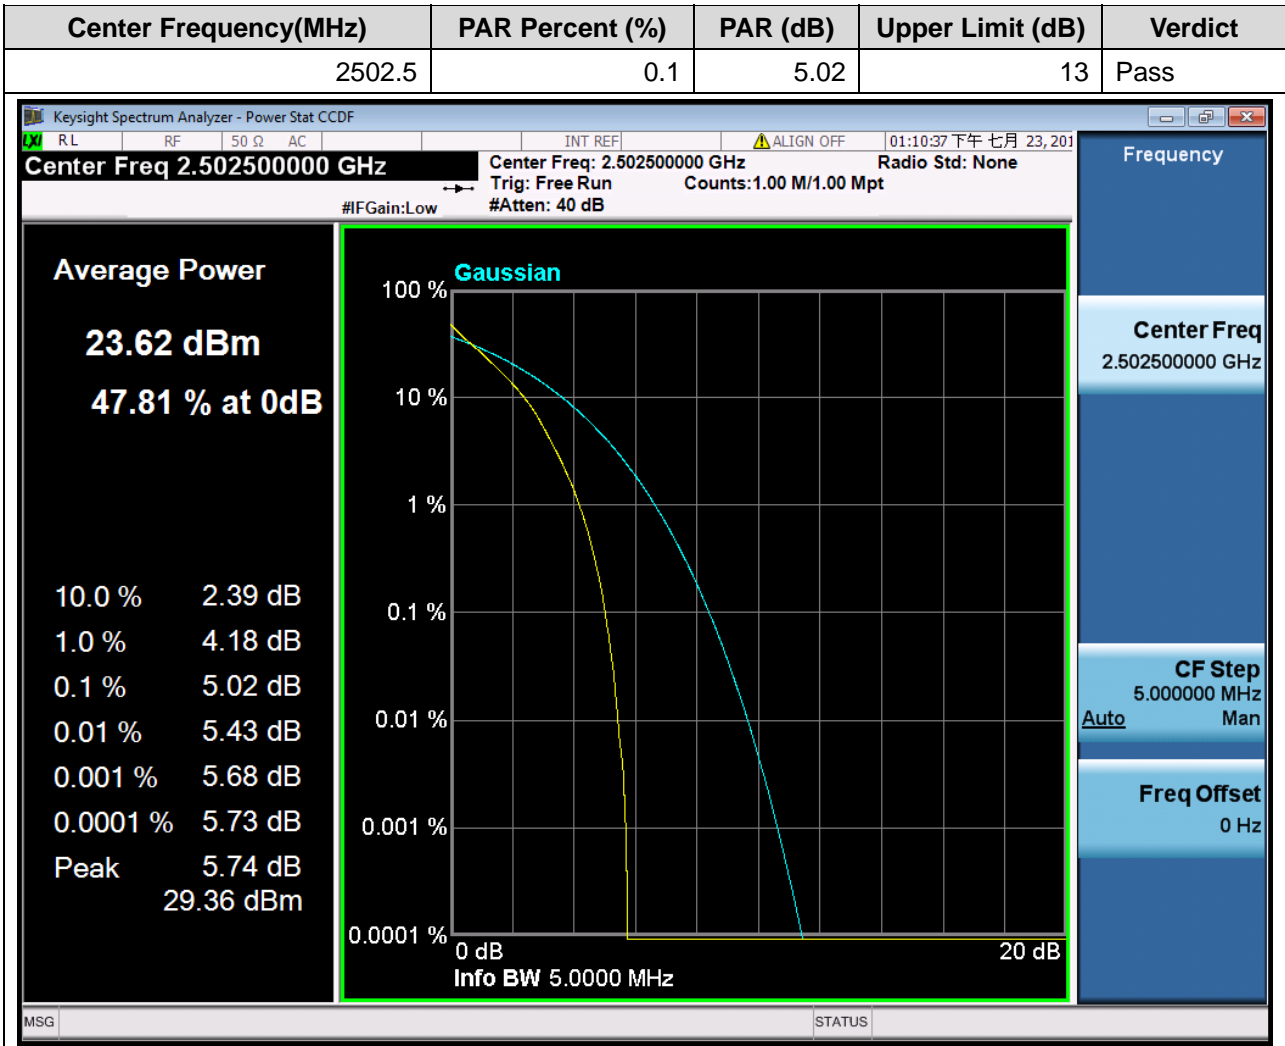 Center Frequency(MHz) PAR Percent (%) PAR (dB) Upper Limit (dB) Verdict
2502.5 0.1 5.02 13 Pass
Keysight Spectrum Analyzer - Power Stat CCDF
LXI RL RF 50 Ω AC INT REF ALIGN OFF 01:10:37 下午 七月 23, 201
Center Freq 2.502500000 GHz
Center Freq: 2.502500000 GHz Radio Std: None
Trig: Free Run Counts:1.00 M/1.00 Mpt
#IFGain:Low #Atten: 40 dB
Frequency
Average Power
23.62 dBm
47.81 % at 0dB
10.0 % 2.39 dB
1.0 % 4.18 dB
0.1 % 5.02 dB
0.01 % 5.43 dB
0.001 % 5.68 dB
0.0001 % 5.73 dB
Peak 5.74 dB
29.36 dBm
Gaussian
100 %
10 %
1 %
0.1 %
0.01 %
0.001 %
0.0001 %
0 dB 20 dB
Info BW 5.0000 MHz
Center Freq
2.502500000 GHz
CF Step
5.000000 MHz
Auto Man
Freq Offset
0 Hz
MSG STATUS